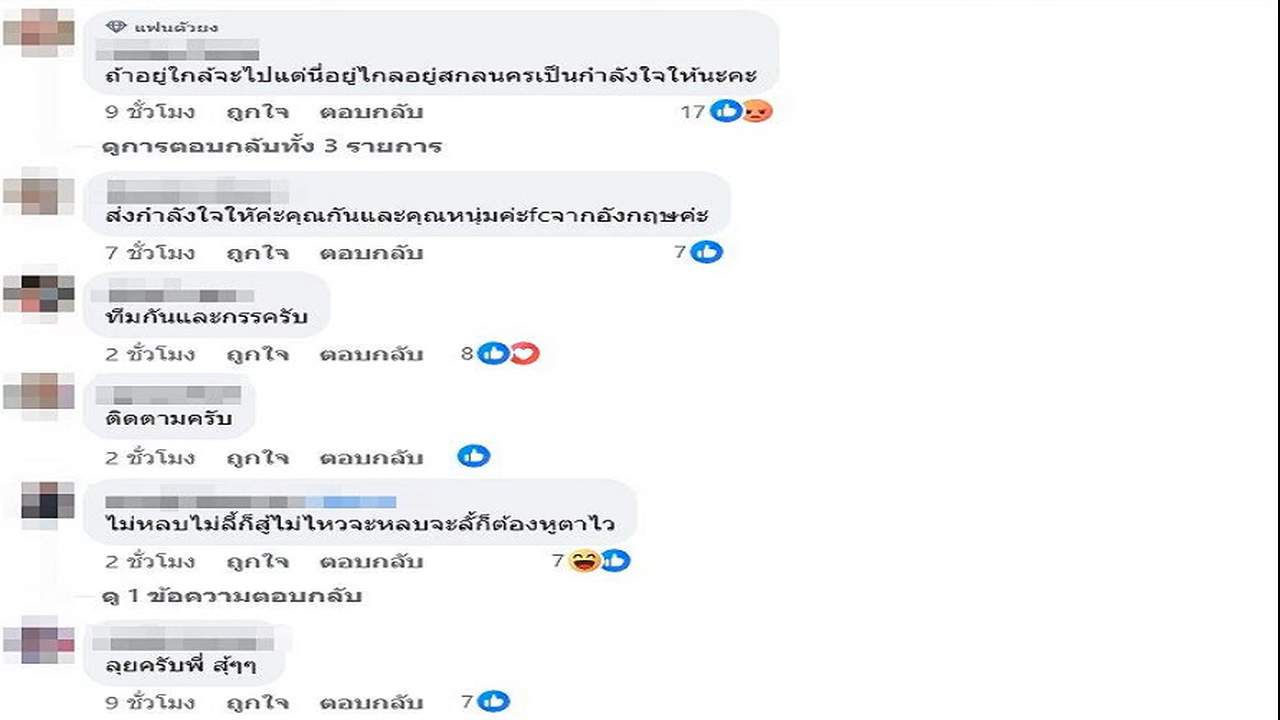 แฟนตัวยง
ถ้าอยู่ใกล้จะไปแต่นี่อยู่ไกลอยู่สกลนครเป็นกำลังใจให้นะคะ
9 ชั่วโมง ถูกใจ ตอบกลับ 17
ดูการตอบกลับทั้ง 3 รายการ
ส่งกำลังใจให้ค่ะคุณกันและคุณหนุ่มค่ะfcจากอังกฤษค่ะ
7 ชั่วโมง ถูกใจ ตอบกลับ 7
ทีมกันและกรรครับ
2 ชั่วโมง ถูกใจ ตอบกลับ 8
ติดตามครับ
2 ชั่วโมง ถูกใจ ตอบกลับ
ไม่หลบไม่ลี้ก็สู้ไม่ไหวจะหลบจะลี้ก็ต้องหูตาไว
2 ชั่วโมง ถูกใจ ตอบกลับ 7
ดู 1 ข้อความตอบกลับ
ลุยครับพี่ สุ้ๆๆ
9 ชั่วโมง ถูกใจ ตอบกลับ 7